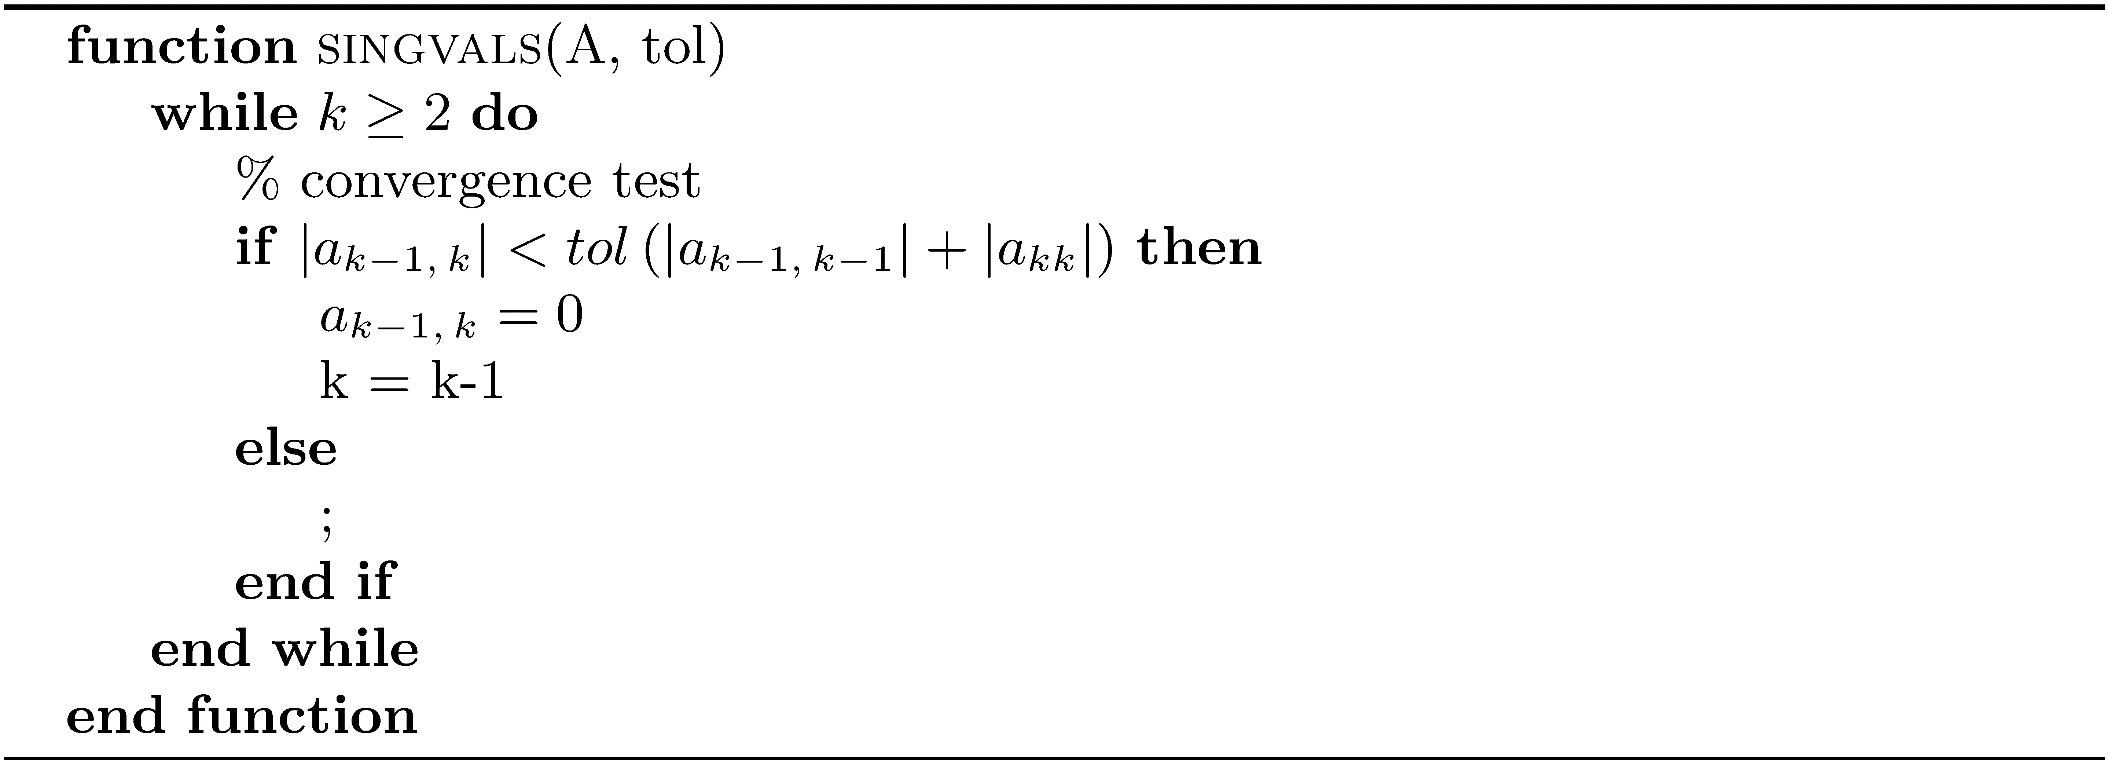 function SINGVALS(A, tol)
while k ≥ 2 do
% convergence test
if |a_{k−1, k}| < tol (|a_{k−1, k−1}| + |a_{kk}|) then
a_{k−1, k} = 0
k = k-1
else
;
end if
end while
end function